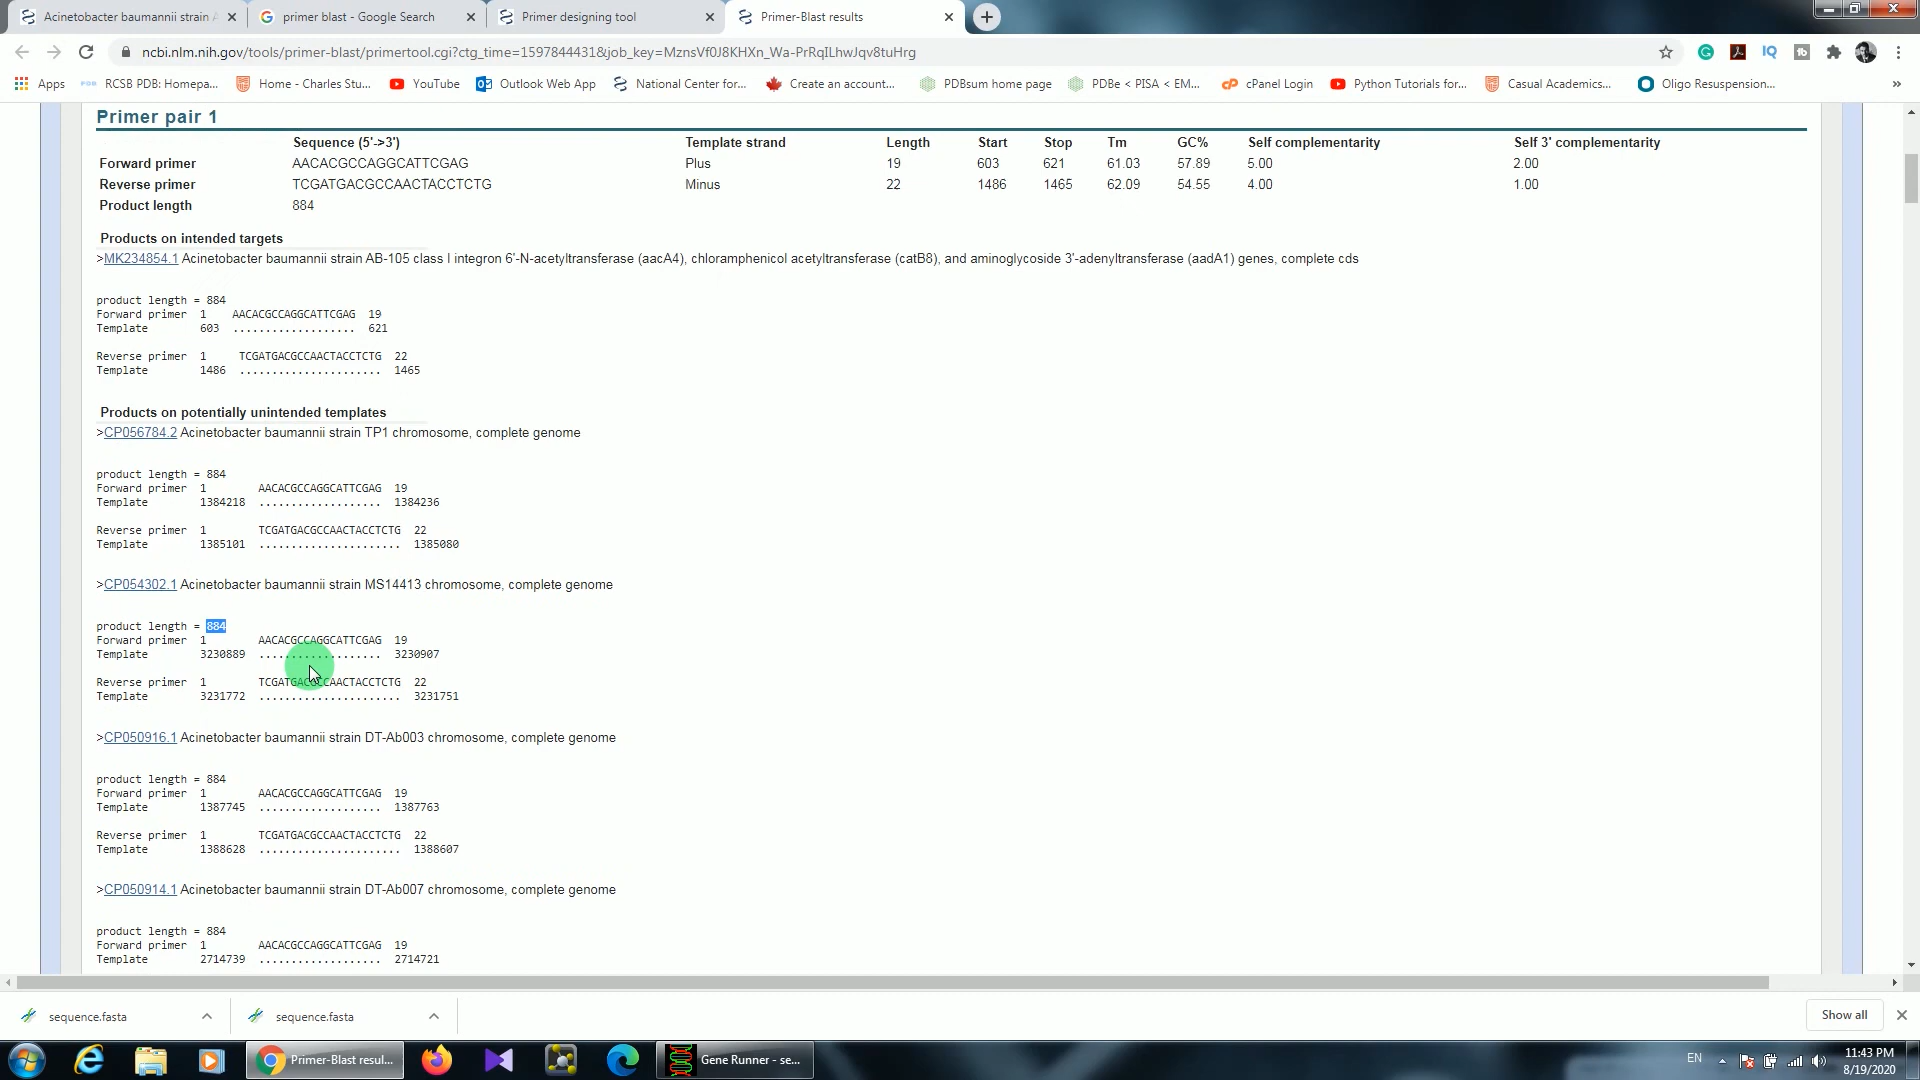 Acinetobacter baumannii strain A
primer blast - Google Search
Primer designing tool
Primer-Blast results
ncbi.nlm.nih.gov/tools/primer-blast/primertool.cgi?ctg_time=1597844431&job_key=MznsVf0J8KHXn_Wa-PrRqILhwJqv8tuHrg
Apps RCSB PDB: Homepa... Home - Charles Stu... YouTube Outlook Web App National Center for... Create an account... PDBsum home page PDBe < PISA < EM... cPanel Login Python Tutorials for... Casual Academics... Oligo Resuspension... »
Primer pair 1
Sequence (5'->3') Template strand Length Start Stop Tm GC% Self complementarity Self 3' complementarity
Forward primer AACACGCCAGGCATTCGAG Plus 19 603 621 61.03 57.89 5.00 2.00
Reverse primer TCGATGACGCCAACTACCTCTG Minus 22 1486 1465 62.09 54.55 4.00 1.00
Product length 884
Products on intended targets
>MK234854.1 Acinetobacter baumannii strain AB-105 class I integron 6'-N-acetyltransferase (aacA4), chloramphenicol acetyltransferase (catB8), and aminoglycoside 3'-adenyltransferase (aadA1) genes, complete cds
product length = 884
Forward primer 1 AACACGCCAGGCATTCGAG 19
Template 603 ................... 621
Reverse primer 1 TCGATGACGCCAACTACCTCTG 22
Template 1486 ...................... 1465
Products on potentially unintended templates
>CP056784.2 Acinetobacter baumannii strain TP1 chromosome, complete genome
product length = 884
Forward primer 1 AACACGCCAGGCATTCGAG 19
Template 1384218 ................... 1384236
Reverse primer 1 TCGATGACGCCAACTACCTCTG 22
Template 1385101 ...................... 1385080
>CP054302.1 Acinetobacter baumannii strain MS14413 chromosome, complete genome
product length = 884
Forward primer 1 AACACGCCAGGCATTCGAG 19
Template 3230889 ................... 3230907
Reverse primer 1 TCGATGACGCCAACTACCTCTG 22
Template 3231772 ...................... 3231751
>CP050916.1 Acinetobacter baumannii strain DT-Ab003 chromosome, complete genome
product length = 884
Forward primer 1 AACACGCCAGGCATTCGAG 19
Template 1387745 ................... 1387763
Reverse primer 1 TCGATGACGCCAACTACCTCTG 22
Template 1388628 ...................... 1388607
>CP050914.1 Acinetobacter baumannii strain DT-Ab007 chromosome, complete genome
product length = 884
Forward primer 1 AACACGCCAGGCATTCGAG 19
Template 2714739 ................... 2714721
sequence.fasta sequence.fasta Show all
Primer-Blast resul... Gene Runner - se... EN 11:43 PM
8/19/2020